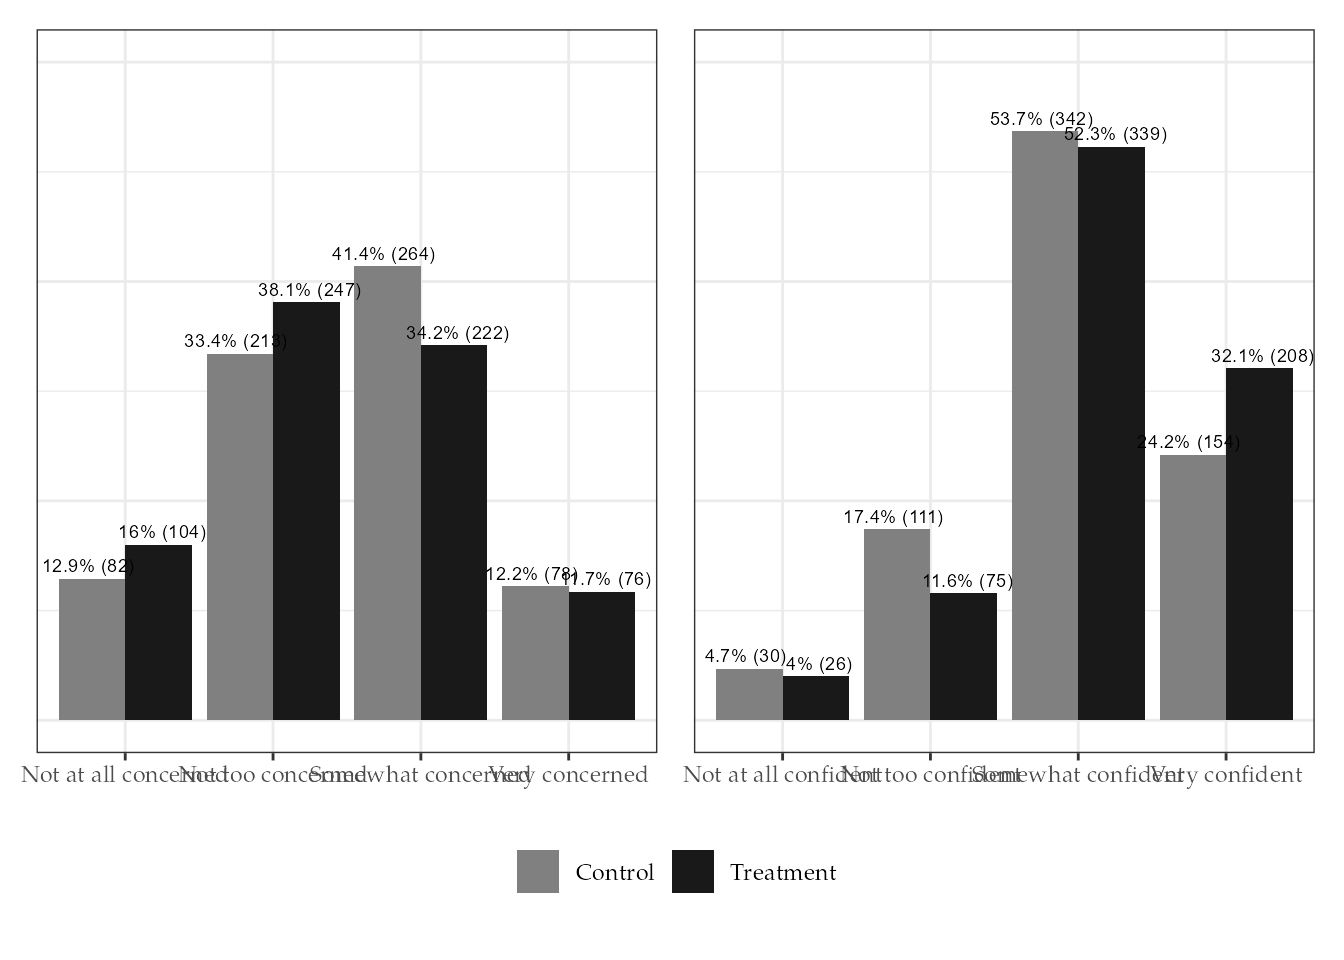 12.9% (82)
16% (104)
33.4% (213)
38.1% (247)
41.4% (264)
34.2% (222)
12.2% (78)
11.7% (76)
Not at all concerned
Not too concerned
Somewhat concerned
Very concerned
4.7% (30)
4% (26)
17.4% (111)
11.6% (75)
53.7% (342)
52.3% (339)
24.2% (154)
32.1% (208)
Not at all confident
Not too confident
Somewhat confident
Very confident
Control
Treatment